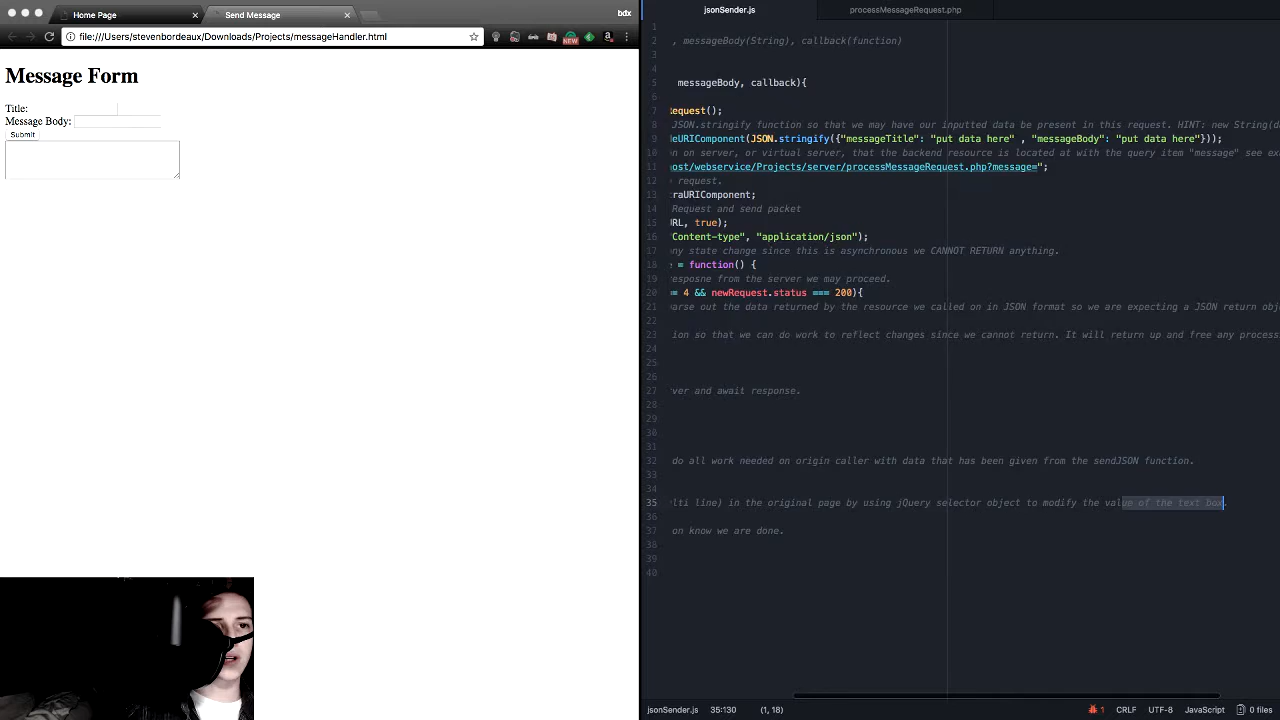 Home Page
Send Message
bdx
file:///Users/stevenbordeaux/Downloads/Projects/messageHandler.html
NEW
Message Form
Title:
Message Body:
Submit
jsonSender.js
processMessageRequest.php
1
2 , messageBody(String), callback(function)
3
4
5 messageBody, callback){
6
7 Request();
8 JSON.stringify function so that we may have our inputted data be present in this request. HINT: new String(d
9 eURIComponent(JSON.stringify({"messageTitle": "put data here" , "messageBody": "put data here"}));
10 on on server, or virtual server, that the backend resource is located at with the query item "message" see ex
11 ost/webservice/Projects/server/processMessageRequest.php?message=";
12 request.
13 raURIComponent;
14 Request and send packet
15 RL, true);
16 Content-type", "application/json");
17 ny state change since this is asynchronous we CANNOT RETURN anything.
18 = function() {
19 resposne from the server we may proceed.
20 == 4 && newRequest.status === 200){
21 arse out the data returned by the resource we called on in JSON format so we are expecting a JSON return obj
22
23 ion so that we can do work to reflect changes since we cannot return. It will return up and free any process
24
25
26
27 ver and await response.
28
29
30
31
32 do all work needed on origin caller with data that has been given from the sendJSON function.
33
34
35 lti line) in the original page by using jQuery selector object to modify the value of the text box.
36
37 on know we are done.
38
39
40
jsonSender.js 35:130 (1, 18) 1 CRLF UTF-8 JavaScript 0 files